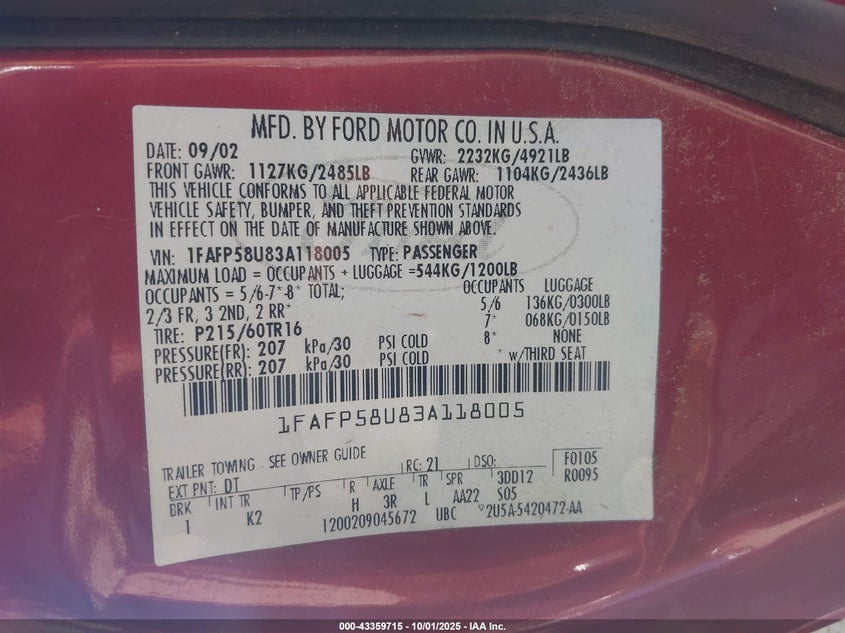 MFD. BY FORD MOTOR CO. IN U.S.A.
DATE: 09/02 GVWR: 2232KG/4921LB
FRONT GAWR: 1127KG/2485LB REAR GAWR: 1104KG/2436LB
THIS VEHICLE CONFORMS TO ALL APPLICABLE FEDERAL MOTOR
VEHICLE SAFETY, BUMPER, AND THEFT PREVENTION STANDARDS
IN EFFECT ON THE DATE OF MANUFACTURE SHOWN ABOVE.
VIN: 1FAFP58U83A118005 TYPE: PASSENGER
MAXIMUM LOAD = OCCUPANTS + LUGGAGE = 544KG/1200LB
OCCUPANTS = 5/6-7*-8* TOTAL; OCCUPANTS LUGGAGE
2/3 FR, 3 2ND, 2 RR* 5/6 136KG/0300LB
TIRE: P215/60TR16 7* 068KG/0150LB
PRESSURE(FR): 207 kPa/30 PSI COLD 8* NONE
PRESSURE(RR): 207 kPa/30 PSI COLD * w/THIRD SEAT
1FAFP58U83A118005
TRAILER TOWING - SEE OWNER GUIDE
EXT PNT: DT RC: 21 DSO: F0105
BRK INT TR TP/PS R AXLE TR SPR 3DD12 R0095
1 K2 H 3R L AA22 S05
1200209045672 UBC ▽2U5A-5420472-AA
000-43359715 - 10/01/2025 - IAA Inc.